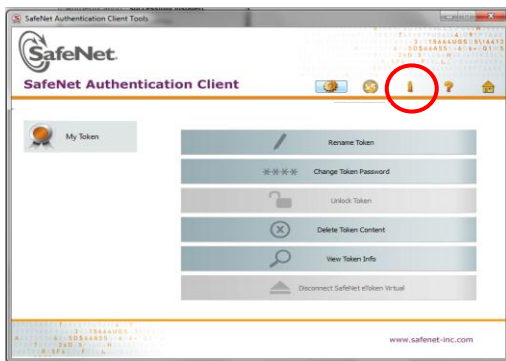 SafeNet Authentication Client Tools
SafeNet.
SafeNet Authentication Client
?
My Token
Rename Token
**** Change Token Password
Unlock Token
Delete Token Content
View Token Info
Disconnect SafeNet eToken Virtual
www.safenet-inc.com